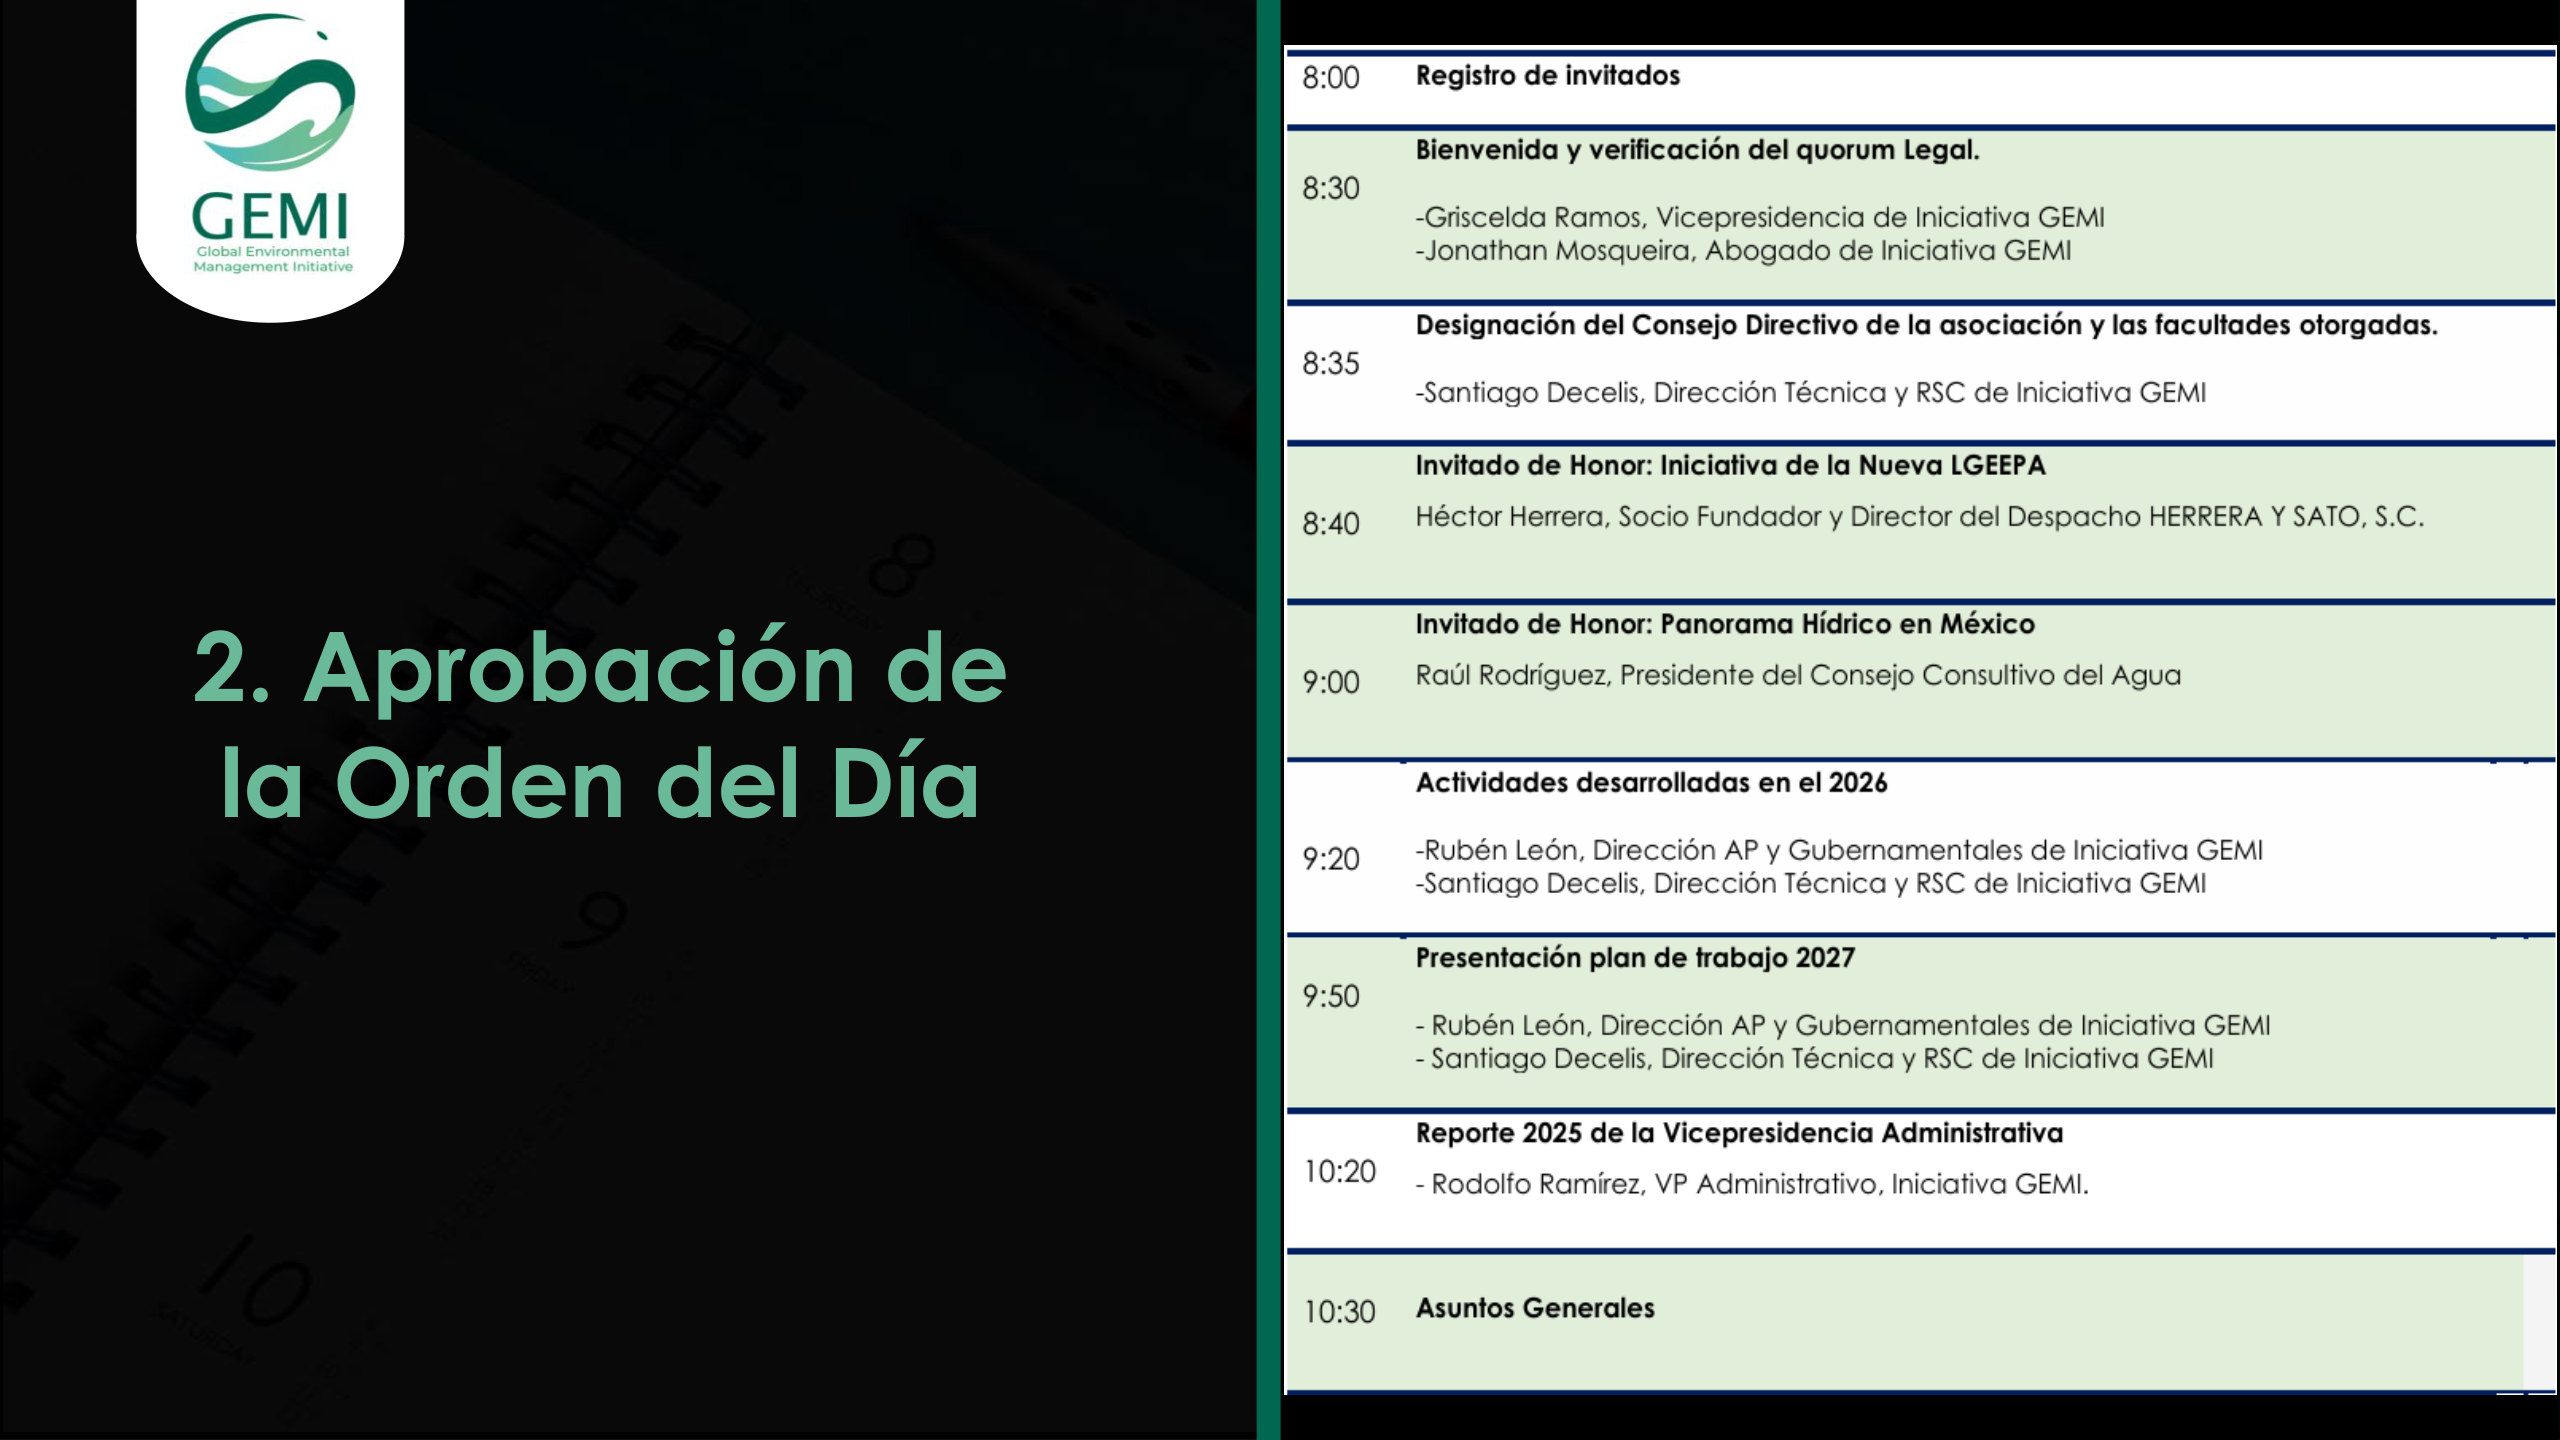 GEMI
Global Environmental
Management Initiative
2. Aprobación de
la Orden del Día
8
THURSDAY
9
FRIDAY
10
SATURDAY
8:00 Registro de invitados
8:30 Bienvenida y verificación del quorum Legal.
-Griscelda Ramos, Vicepresidencia de Iniciativa GEMI
-Jonathan Mosqueira, Abogado de Iniciativa GEMI
8:35 Designación del Consejo Directivo de la asociación y las facultades otorgadas.
-Santiago Decelis, Dirección Técnica y RSC de Iniciativa GEMI
8:40 Invitado de Honor: Iniciativa de la Nueva LGEEPA
Héctor Herrera, Socio Fundador y Director del Despacho HERRERA Y SATO, S.C.
9:00 Invitado de Honor: Panorama Hídrico en México
Raúl Rodríguez, Presidente del Consejo Consultivo del Agua
9:20 Actividades desarrolladas en el 2026
-Rubén León, Dirección AP y Gubernamentales de Iniciativa GEMI
-Santiago Decelis, Dirección Técnica y RSC de Iniciativa GEMI
9:50 Presentación plan de trabajo 2027
- Rubén León, Dirección AP y Gubernamentales de Iniciativa GEMI
- Santiago Decelis, Dirección Técnica y RSC de Iniciativa GEMI
10:20 Reporte 2025 de la Vicepresidencia Administrativa
- Rodolfo Ramírez, VP Administrativo, Iniciativa GEMI.
10:30 Asuntos Generales